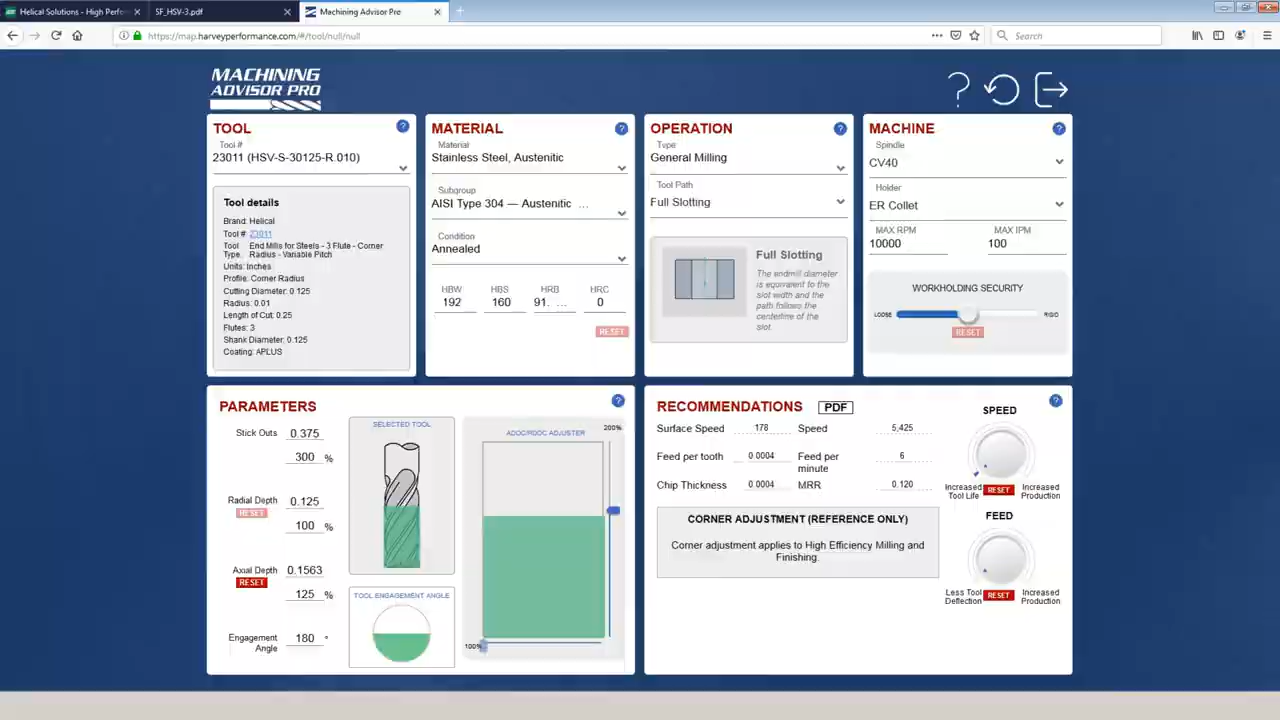 Helical Solutions - High Perfo
SF_HSV-3.pdf
Machining Advisor Pro
https://map.harveyperformance.com/#/tool/null/null
Search
MACHINING
ADVISOR PRO
TOOL
Tool #
23011 (HSV-S-30125-R.010)
Tool details
Brand: Helical
Tool #: 23011
Tool Type: End Mills for Steels - 3 Flute - Corner
Radius - Variable Pitch
Units: Inches
Profile: Corner Radius
Cutting Diameter: 0.125
Radius: 0.01
Length of Cut: 0.25
Flutes: 3
Shank Diameter: 0.125
Coating: APLUS
MATERIAL
Material
Stainless Steel, Austenitic
Subgroup
AISI Type 304 — Austenitic ...
Condition
Annealed
HBW HBS HRB HRC
192 160 91. ... 0
RESET
OPERATION
Type
General Milling
Tool Path
Full Slotting
Full Slotting
The endmill diameter
is equivalent to the
slot width and the
path follows the
centerline of the
slot.
MACHINE
Spindle
CV40
Holder
ER Collet
MAX RPM MAX IPM
10000 100
WORKHOLDING SECURITY
LOOSE RIGID
RESET
PARAMETERS
Stick Outs 0.375
300 %
Radial Depth 0.125
RESET
100 %
Axial Depth 0.1563
RESET
125 %
Engagement
Angle 180 °
SELECTED TOOL
TOOL ENGAGEMENT ANGLE
ADOC/RDOC ADJUSTER
200%
100%
RECOMMENDATIONS PDF
Surface Speed 178 Speed 5,425
Feed per tooth 0.0004 Feed per
minute 6
Chip Thickness 0.0004 MRR 0.120
CORNER ADJUSTMENT (REFERENCE ONLY)
Corner adjustment applies to High Efficiency Milling and
Finishing.
SPEED
Increased
Tool Life RESET Increased
Production
FEED
Less Tool
Deflection RESET Increased
Production